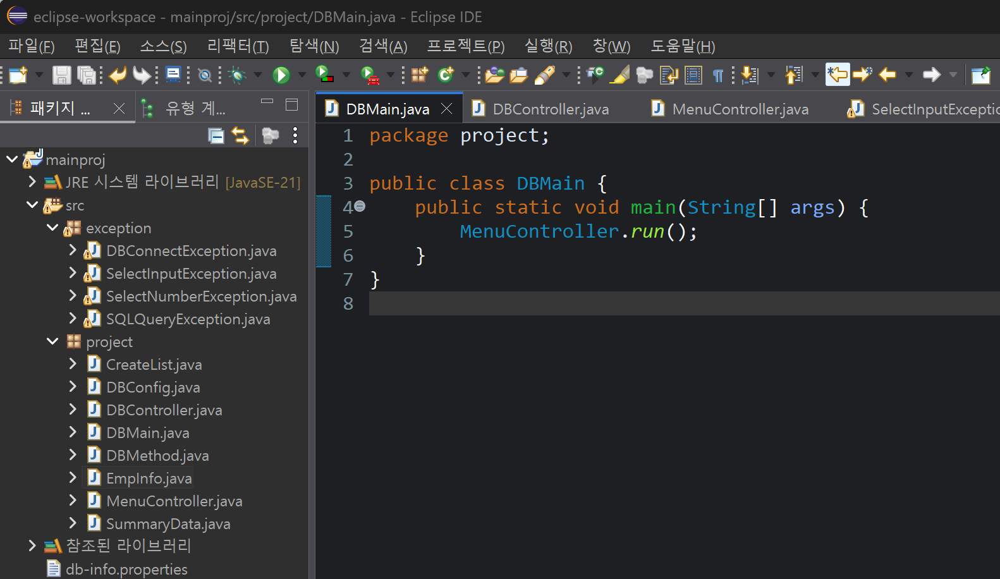 eclipse-workspace - mainproj/src/project/DBMain.java - Eclipse IDE
파일(F) 편집(E) 소스(S) 리팩터(T) 탐색(N) 검색(A) 프로젝트(P) 실행(R) 창(W) 도움말(H)
패키지 ... 유형 계...
DBMain.java DBController.java MenuController.java SelectInputExceptio
mainproj
JRE 시스템 라이브러리 [JavaSE-21]
src
exception
DBConnectException.java
SelectInputException.java
SelectNumberException.java
SQLQueryException.java
project
CreateList.java
DBConfig.java
DBController.java
DBMain.java
DBMethod.java
EmpInfo.java
MenuController.java
SummaryData.java
참조된 라이브러리
db-info.properties
1 package project;
2
3 public class DBMain {
4 public static void main(String[] args) {
5 MenuController.run();
6 }
7 }
8